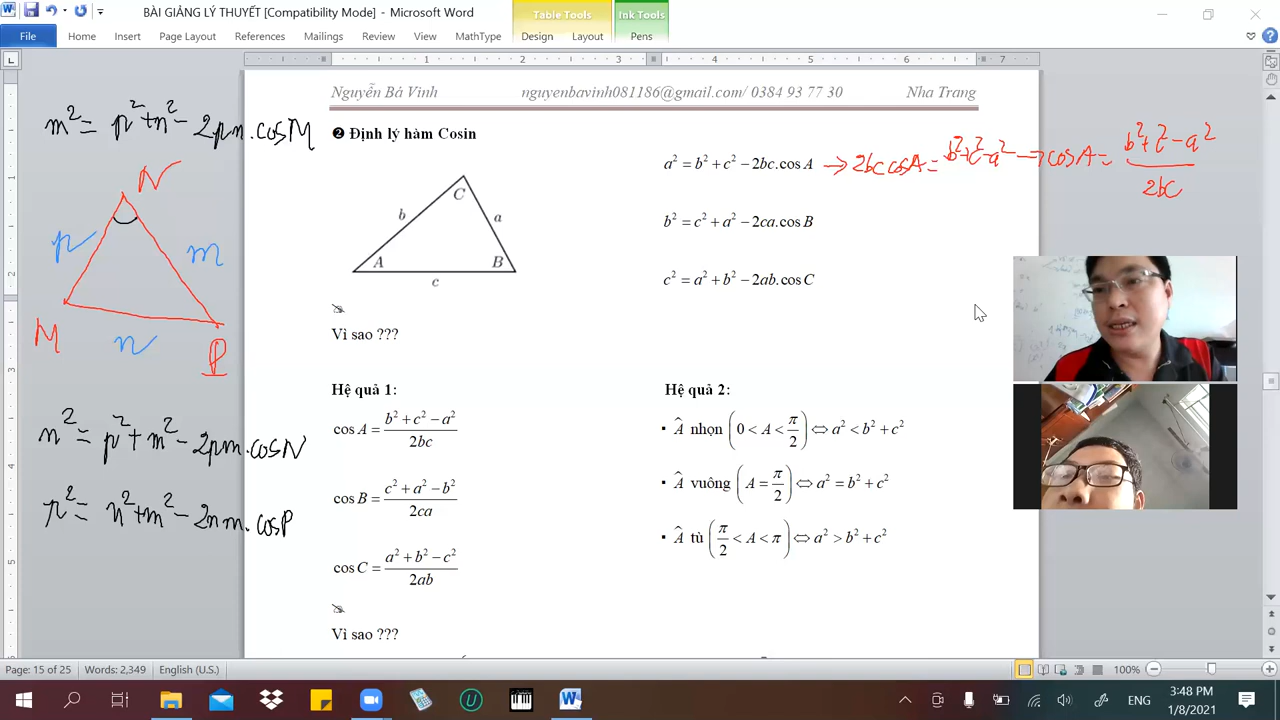 BÀI GIẢNG LÝ THUYẾT [Compatibility Mode] - Microsoft Word
Table Tools
Ink Tools
File Home Insert Page Layout References Mailings Review View MathType Design Layout Pens
Nguyễn Bá Vinh nguyenbavinh081186@gmail.com/ 0384 93 77 30 Nha Trang
m² = p² + n² - 2pn.cosM
❷ Định lý hàm Cosin
a² = b² + c² − 2bc.cos A → 2bc cosA = b²+c²-a² → cosA = (b²+c²-a²)/2bc
b² = c² + a² − 2ca.cos B
c² = a² + b² − 2ab.cos C
N
p m
M n P
C
b a
A B
c
Vì sao ???
n² = p² + m² - 2pm.cosN
p² = n² + m² - 2nm.cosP
Hệ quả 1:
cos A = (b² + c² − a²)/2bc
cos B = (c² + a² − b²)/2ca
cos C = (a² + b² − c²)/2ab
Vì sao ???
Hệ quả 2:
▪ Â nhọn (0 < A < π/2) ⇔ a² < b² + c²
▪ Â vuông (A = π/2) ⇔ a² = b² + c²
▪ Â tù (π/2 < A < π) ⇔ a² > b² + c²
Page: 15 of 25 Words: 2,349 English (U.S.) 100%
ENG 3:48 PM
1/8/2021